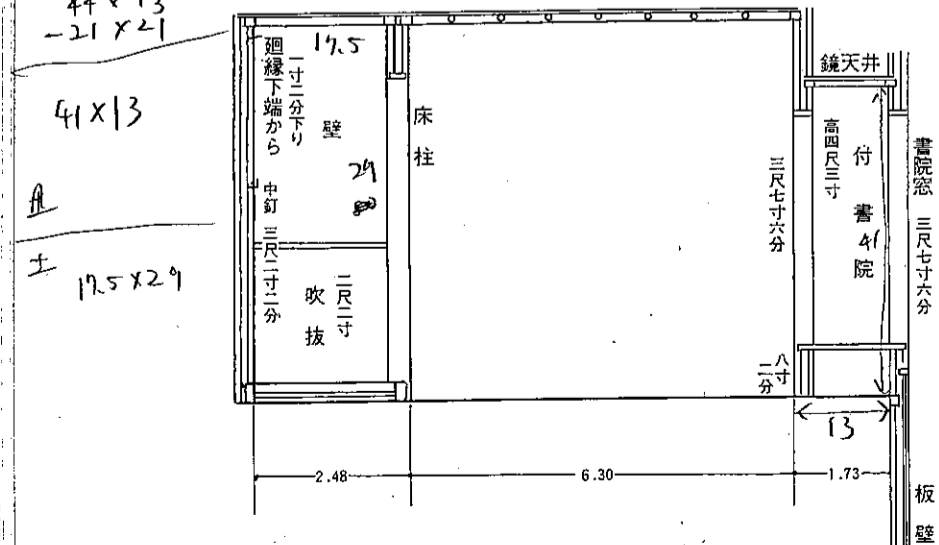 44 × 13
-21 × 21
41 × 13
17.5 × 29
17.5
廻縁下端から
一寸二分下り
壁
29
中釘
三尺二寸二分
吹抜
二尺二寸
床柱
三尺七寸六分
八寸二分
鏡天井
高四尺三寸
付書院
41
書院窓 三尺七寸六分
13
2.48
6.30
1.73
板壁